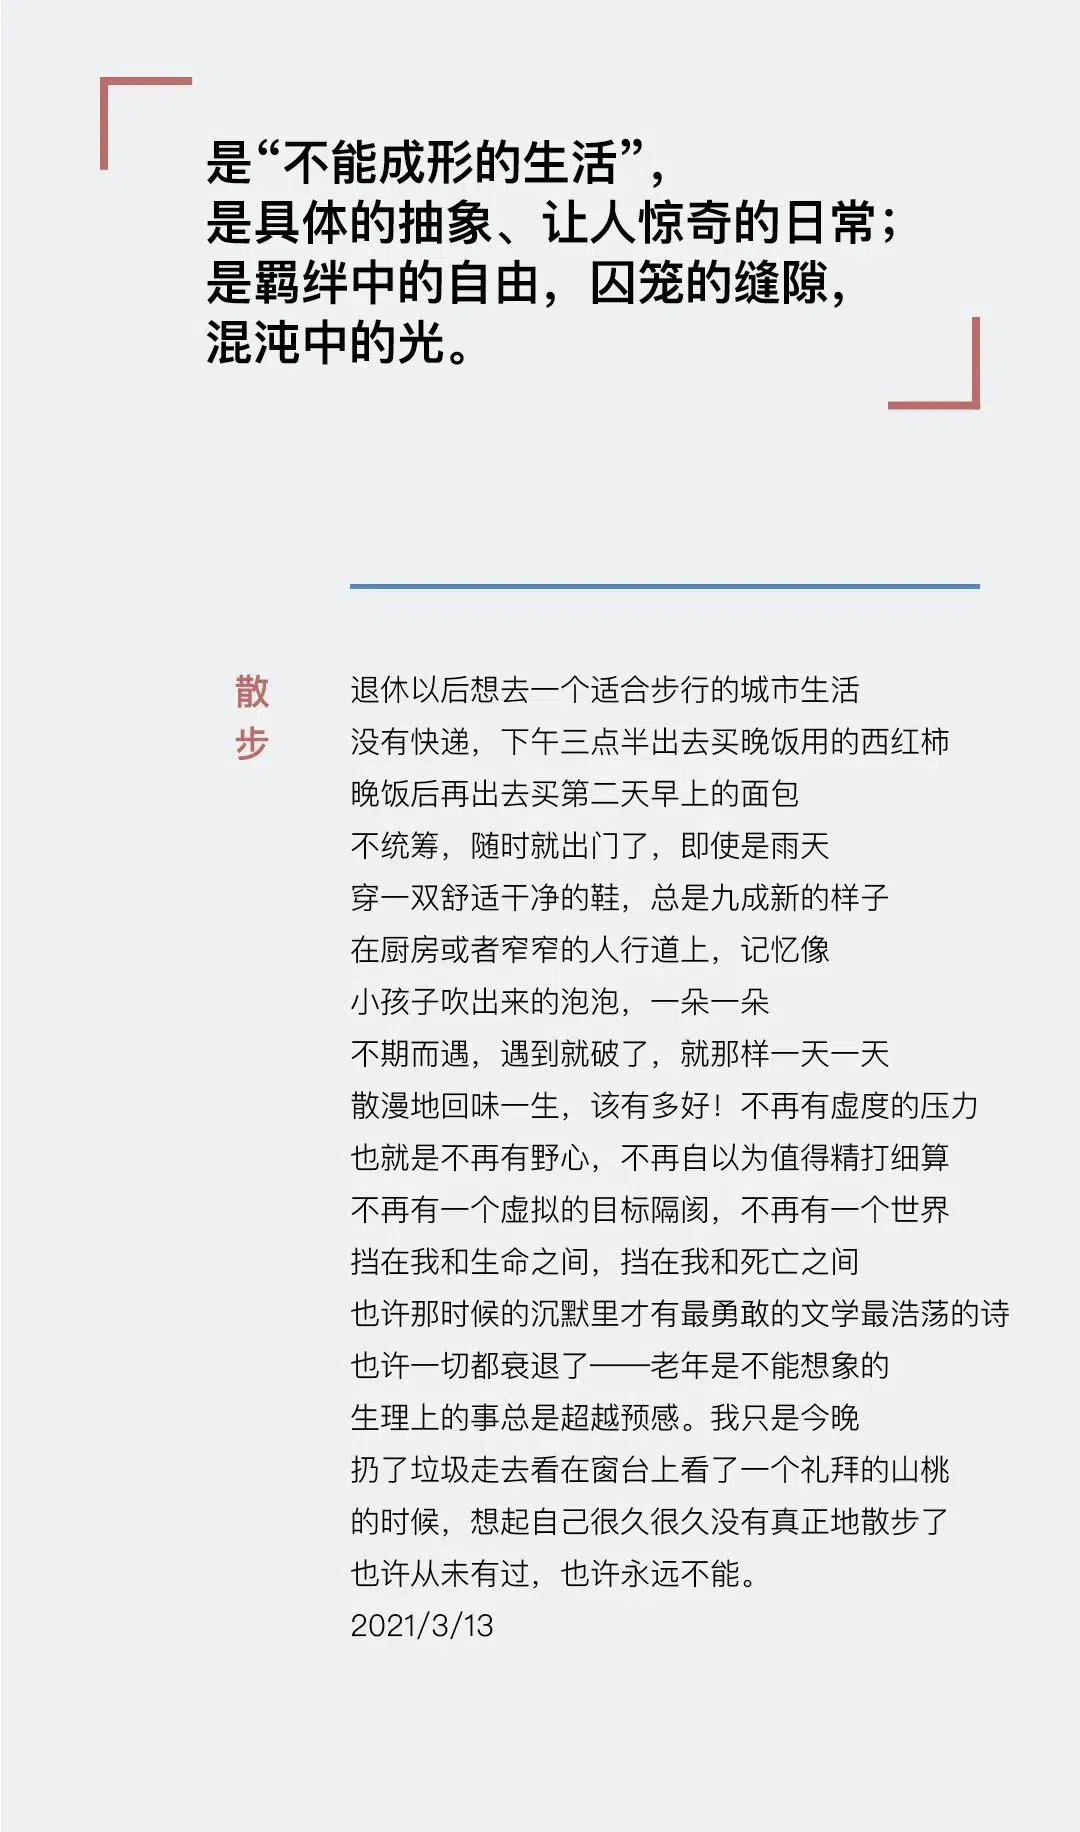 是“不能成形的生活”，
是具体的抽象、让人惊奇的日常；
是羁绊中的自由，囚笼的缝隙，
混沌中的光。
散步
退休以后想去一个适合步行的城市生活
没有快递，下午三点半出去买晚饭用的西红柿
晚饭后再出去买第二天早上的面包
不统筹，随时就出门了，即使是雨天
穿一双舒适干净的鞋，总是九成新的样子
在厨房或者窄窄的人行道上，记忆像
小孩子吹出来的泡泡，一朵一朵
不期而遇，遇到就破了，就那样一天一天
散漫地回味一生，该有多好！不再有虚度的压力
也就是不再有野心，不再自以为值得精打细算
不再有一个虚拟的目标隔阂，不再有一个世界
挡在我和生命之间，挡在我和死亡之间
也许那时候的沉默里才有最勇敢的文学最浩荡的诗
也许一切都衰退了——老年是不能想象的
生理上的事总是超越预感。我只是今晚
扔了垃圾走去看在窗台上看了一个礼拜的山桃
的时候，想起自己很久很久没有真正地散步了
也许从未有过，也许永远不能。
2021/3/13